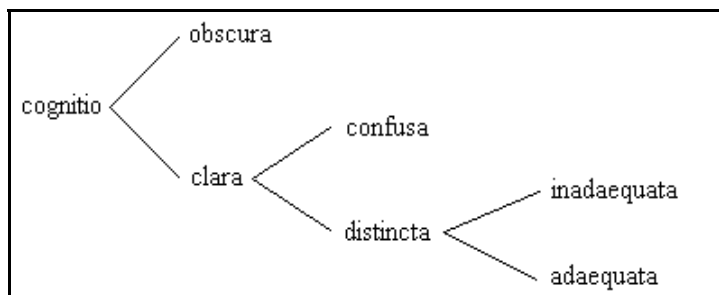 obscura
cognitio
confusa
clara
inadaequata
distincta
adaequata